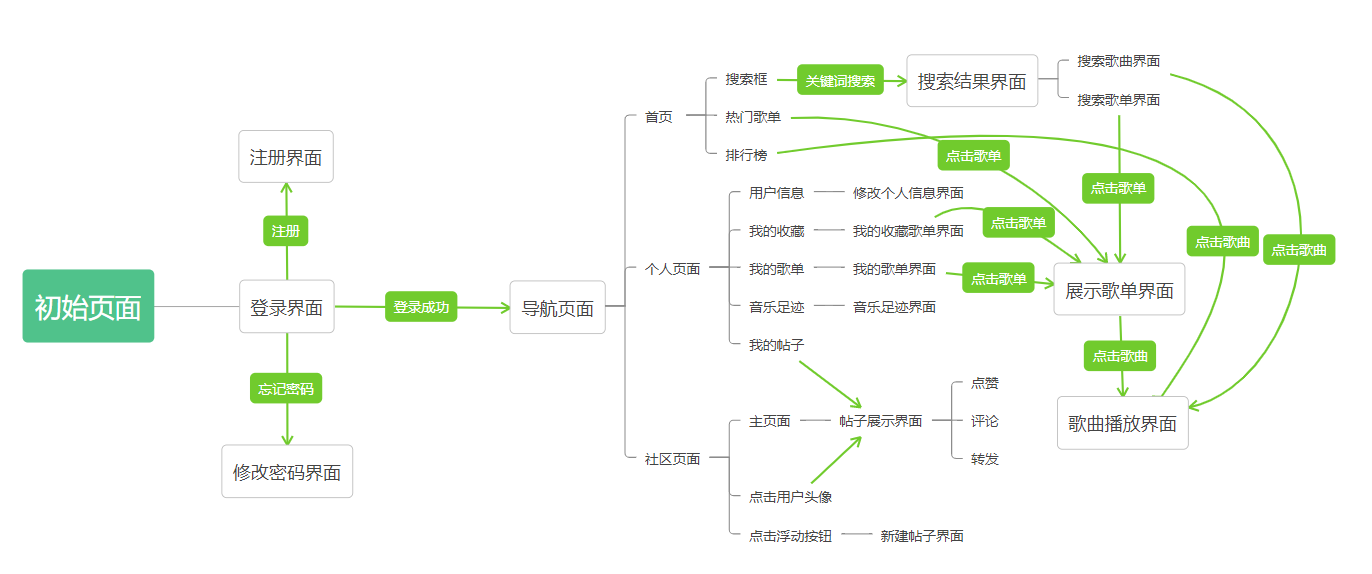 初始页面
登录界面
注册
注册界面
忘记密码
修改密码界面
登录成功
导航页面
首页
搜索框
关键词搜索
搜索结果界面
搜索歌曲界面
搜索歌单界面
热门歌单
点击歌单
排行榜
点击歌单
点击歌曲
点击歌曲
个人页面
用户信息
修改个人信息界面
我的收藏
我的收藏歌单界面
点击歌单
我的歌单
我的歌单界面
点击歌单
展示歌单界面
音乐足迹
音乐足迹界面
我的帖子
点击歌曲
歌曲播放界面
社区页面
主页面
帖子展示界面
点赞
评论
转发
点击用户头像
点击浮动按钮
新建帖子界面